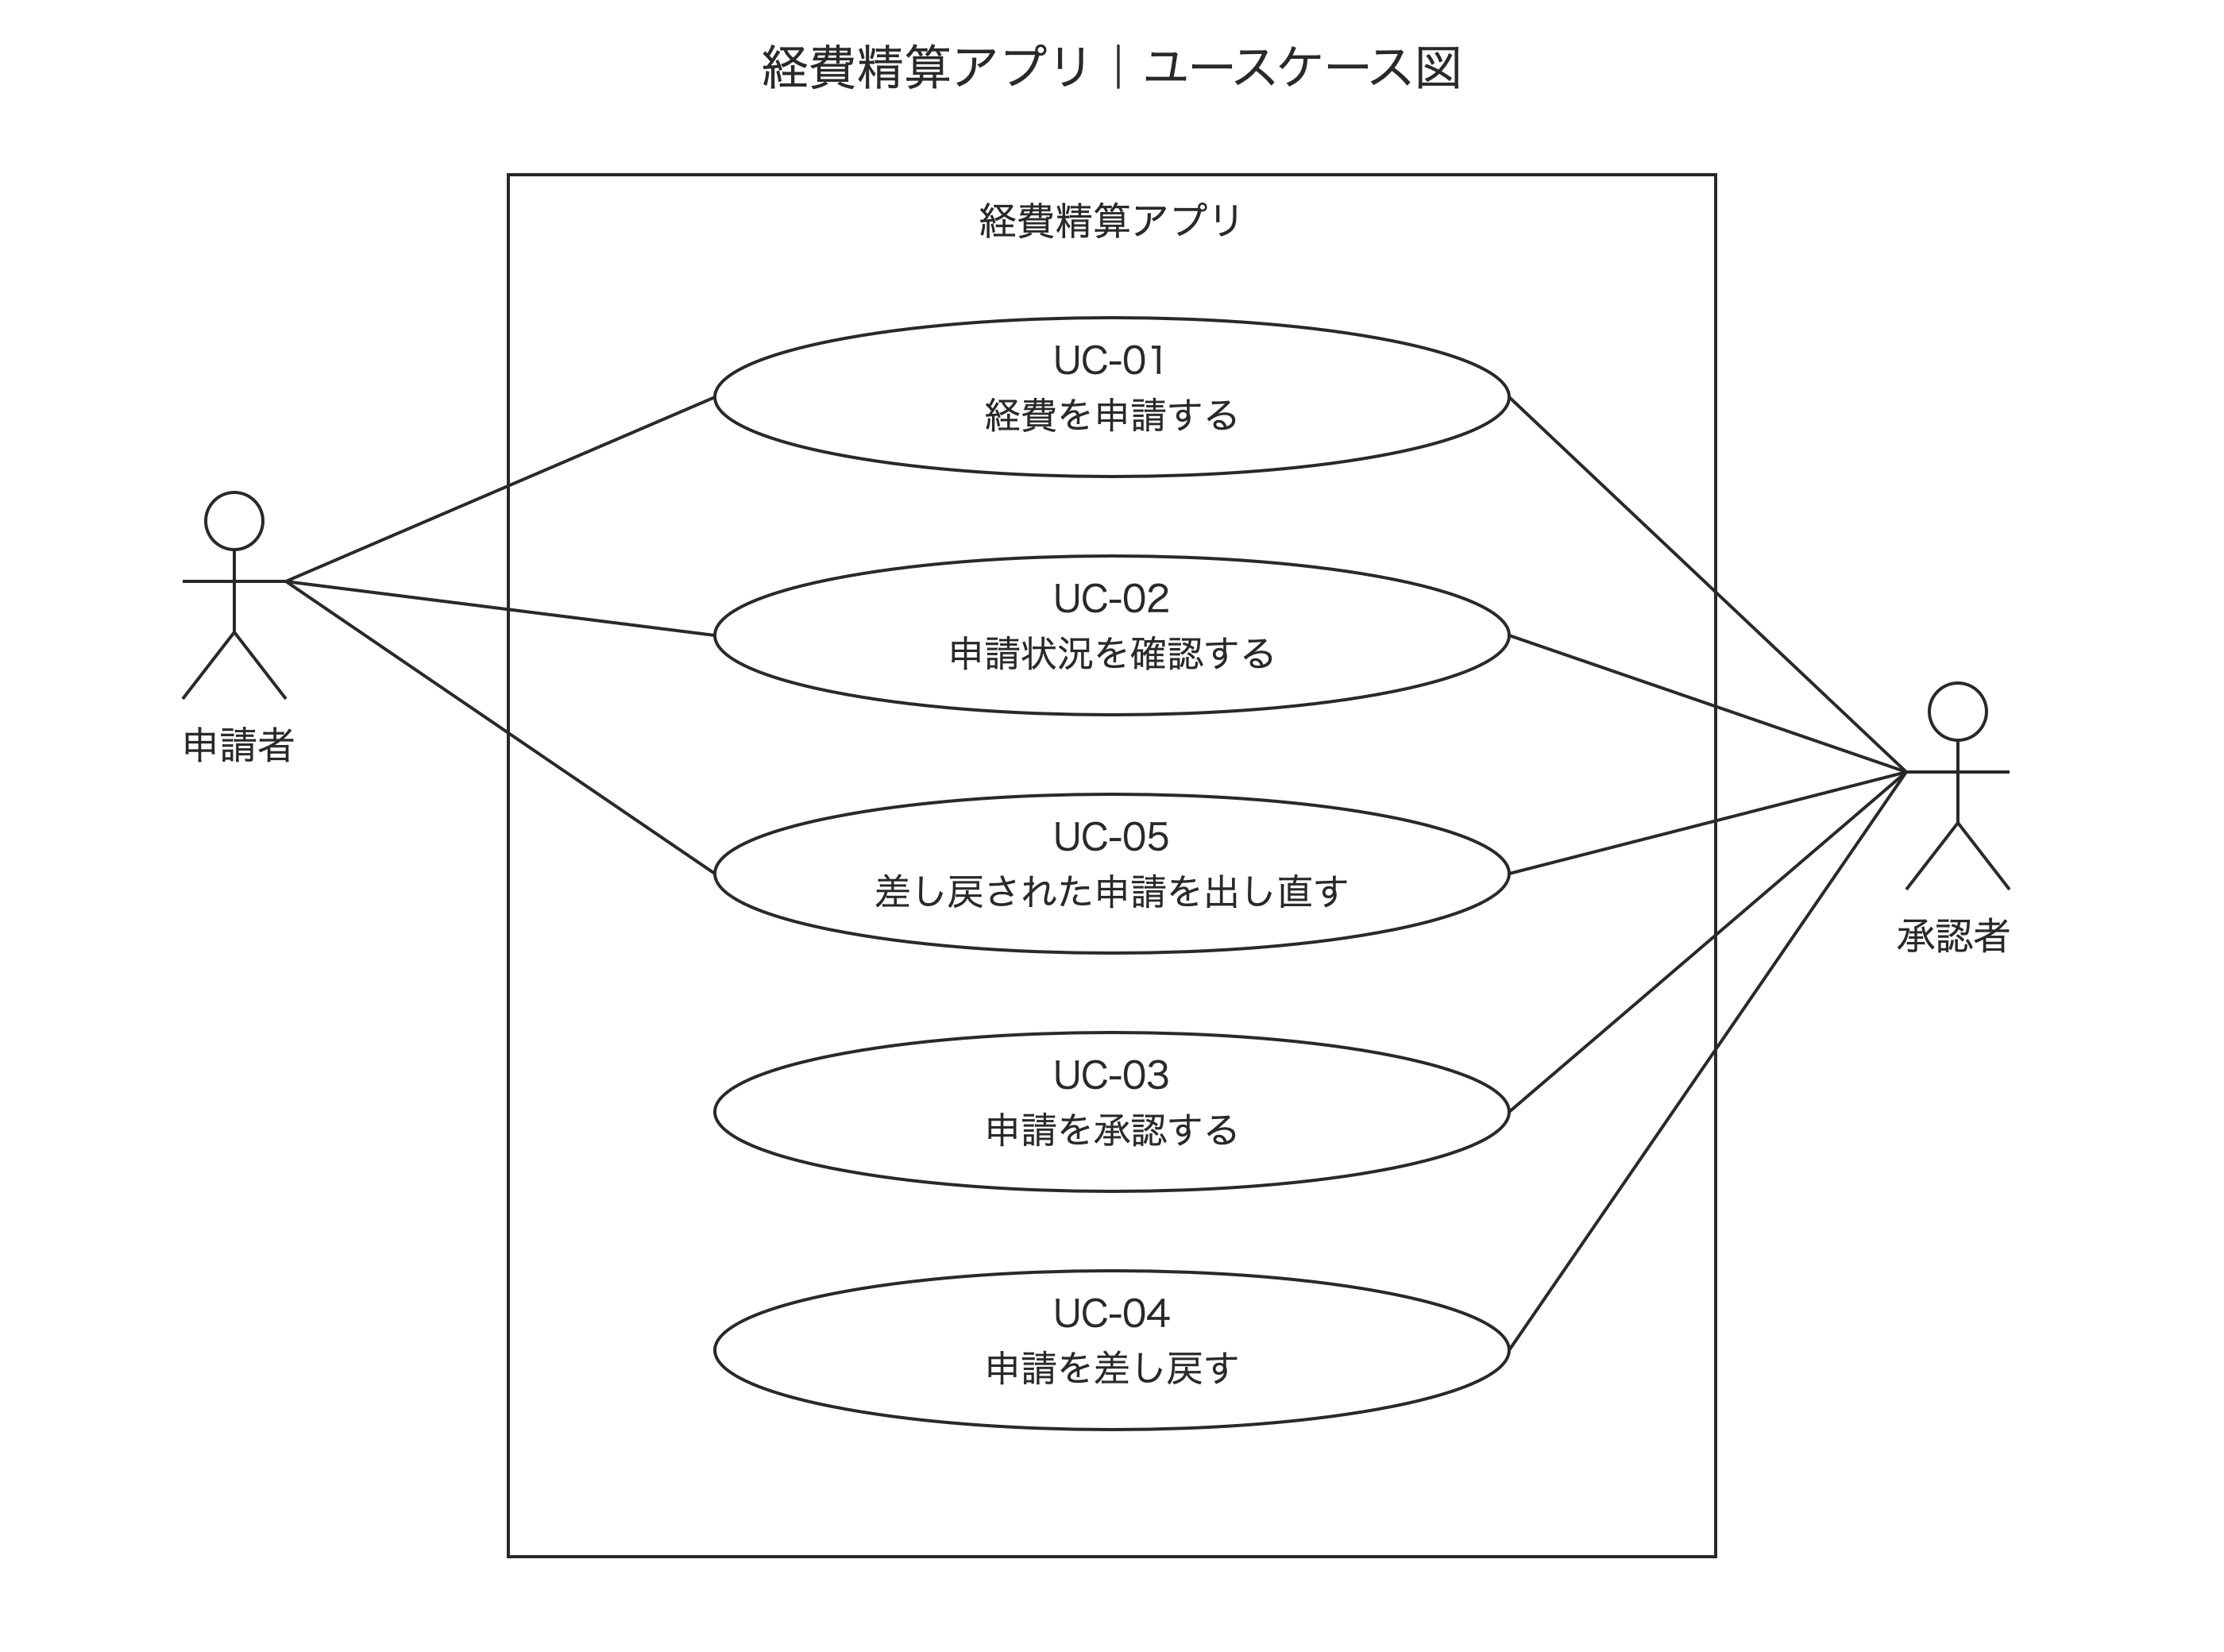 経費精算アプリ｜ユースケース図
経費精算アプリ
UC-01
経費を申請する
UC-02
申請状況を確認する
申請者
UC-05
差し戻された申請を出し直す
承認者
UC-03
申請を承認する
UC-04
申請を差し戻す